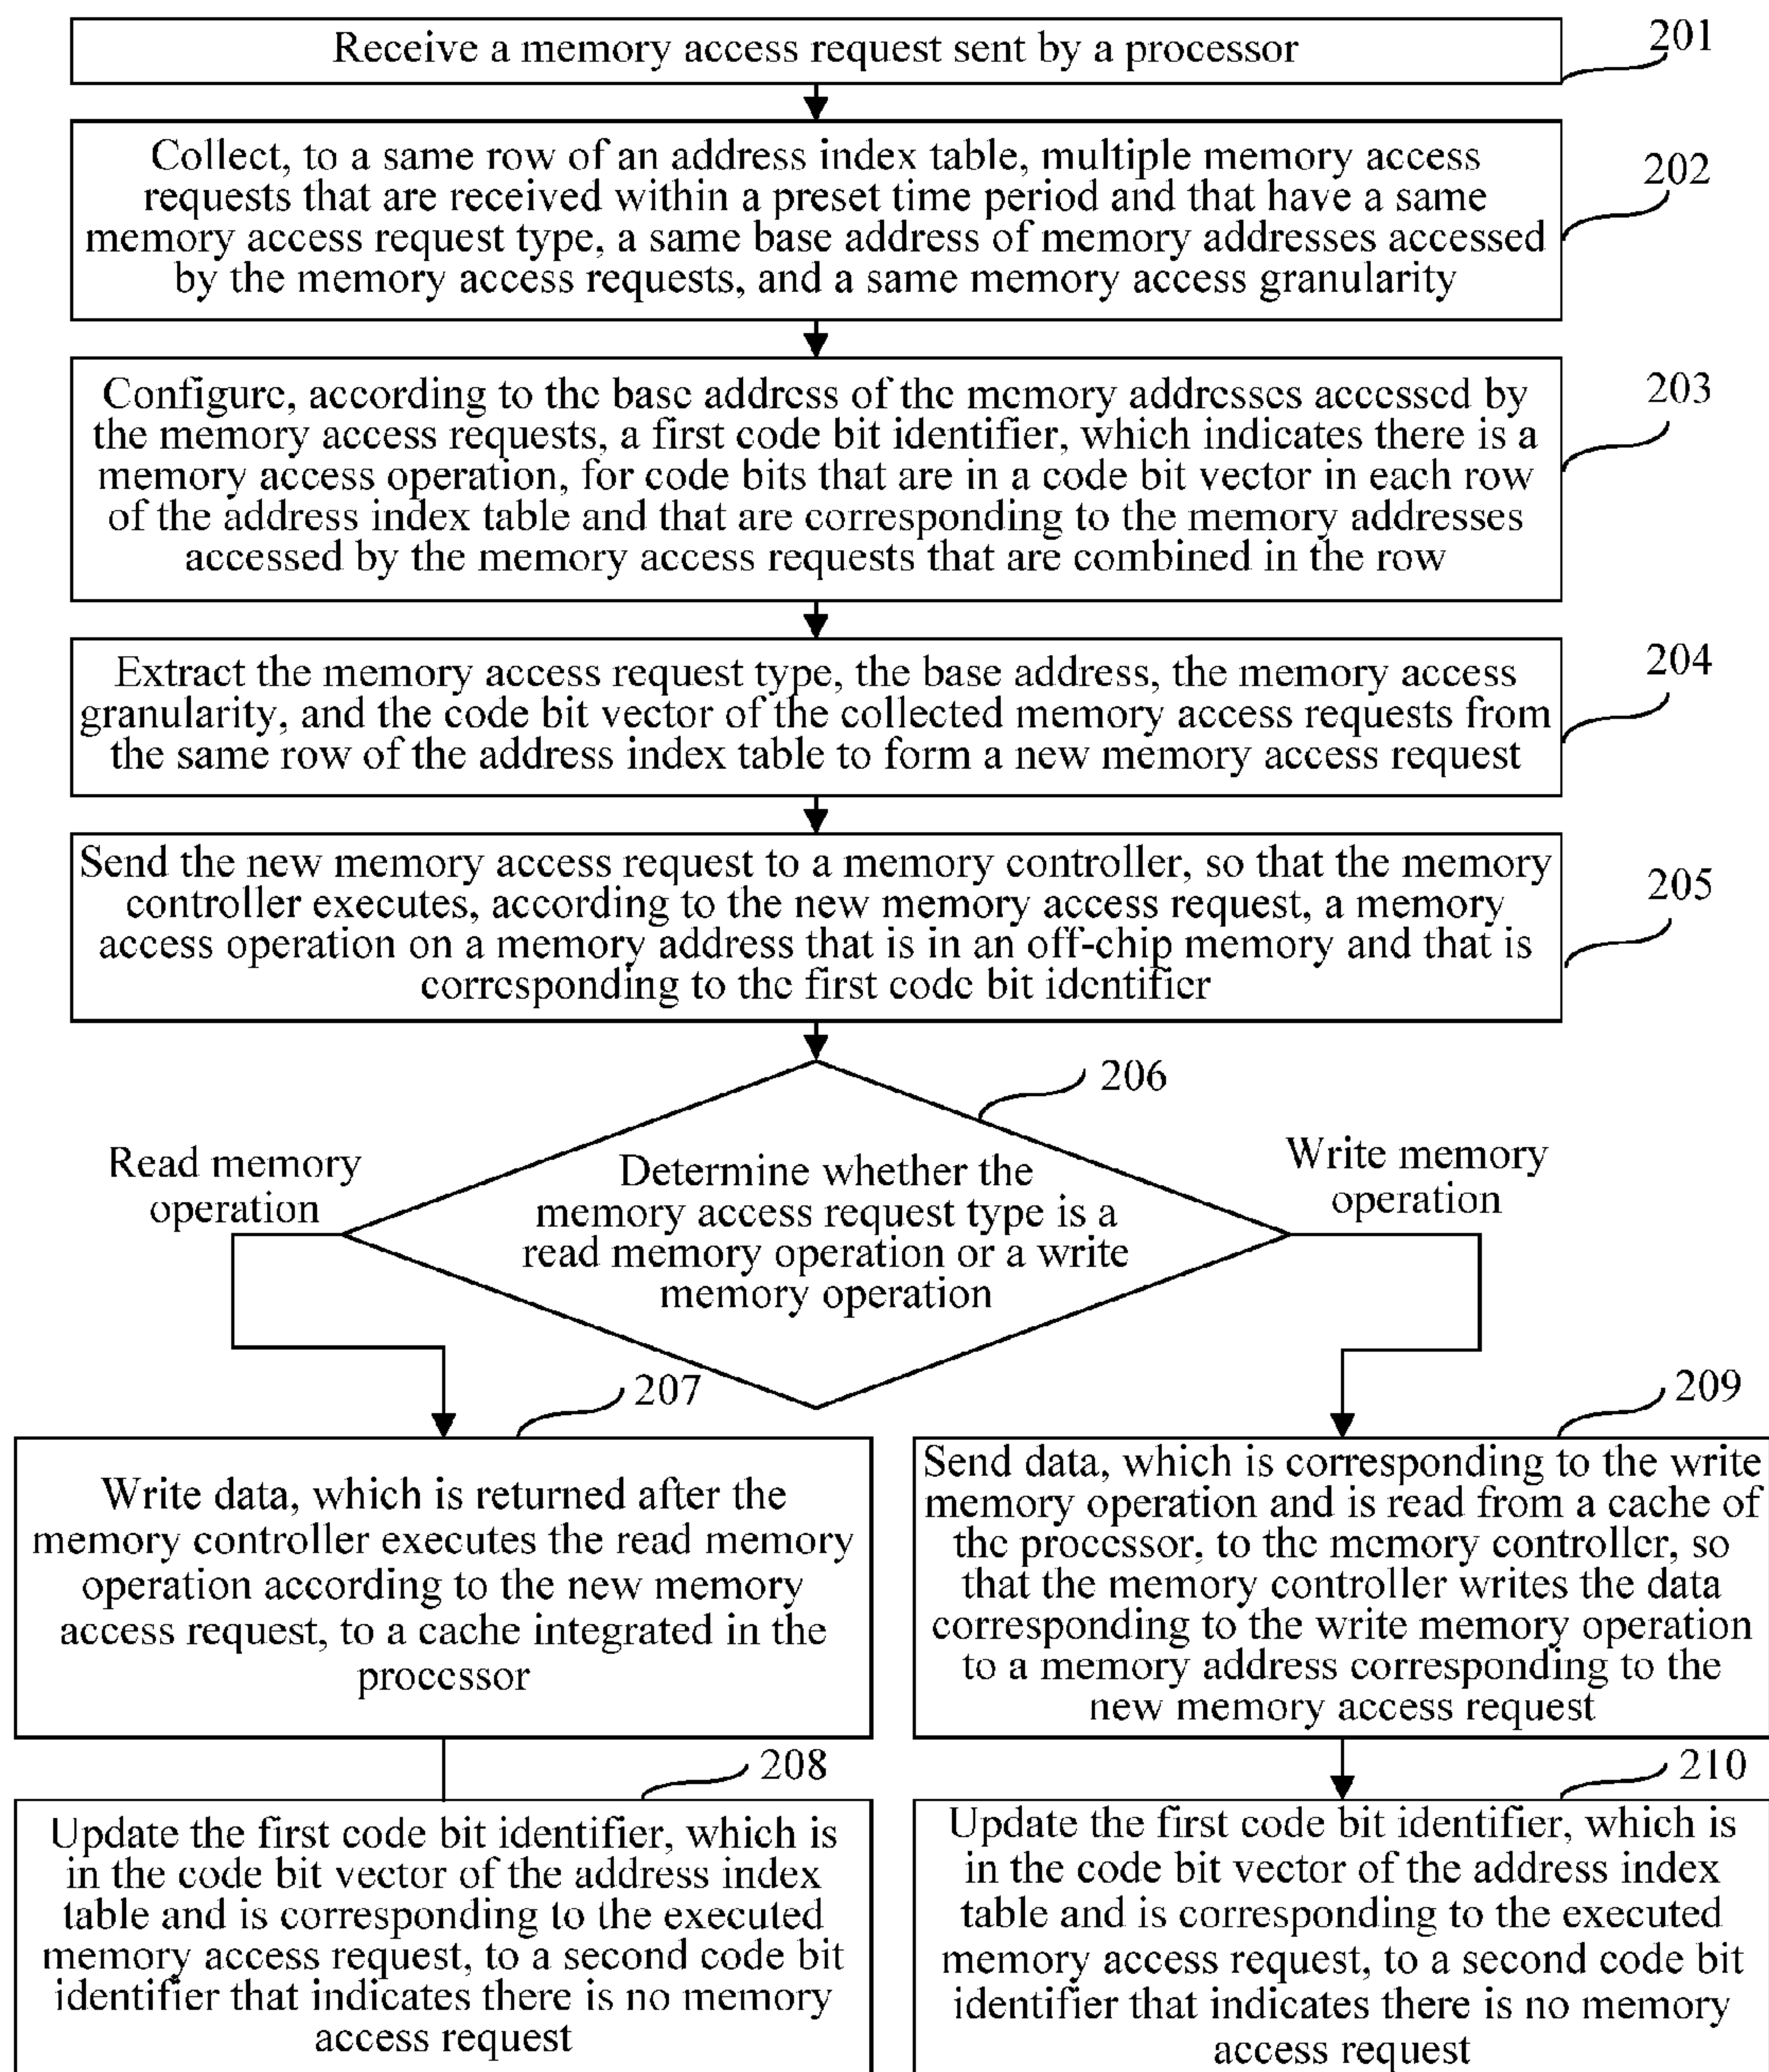 Receive a memory access request sent by a processor
201
Collect, to a same row of an address index table, multiple memory access
requests that are received within a preset time period and that have a same
memory access request type, a same base address of memory addresses accessed
by the memory access requests, and a same memory access granularity
202
Configure, according to the base address of the memory addresses accessed by
the memory access requests, a first code bit identifier, which indicates there is a
memory access operation, for code bits that are in a code bit vector in each row
of the address index table and that are corresponding to the memory addresses
accessed by the memory access requests that are combined in the row
203
Extract the memory access request type, the base address, the memory access
granularity, and the code bit vector of the collected memory access requests from
the same row of the address index table to form a new memory access request
204
Send the new memory access request to a memory controller, so that the memory
controller executes, according to the new memory access request, a memory
access operation on a memory address that is in an off-chip memory and that is
corresponding to the first code bit identifier
205
206
Read memory
operation
Determine whether the
memory access request type is a
read memory operation or a write
memory operation
Write memory
operation
207
Write data, which is returned after the
memory controller executes the read memory
operation according to the new memory
access request, to a cache integrated in the
processor
209
Send data, which is corresponding to the write
memory operation and is read from a cache of
the processor, to the memory controller, so
that the memory controller writes the data
corresponding to the write memory operation
to a memory address corresponding to the
new memory access request
208
Update the first code bit identifier, which is
in the code bit vector of the address index
table and is corresponding to the executed
memory access request, to a second code bit
identifier that indicates there is no memory
access request
210
Update the first code bit identifier, which is
in the code bit vector of the address index
table and is corresponding to the executed
memory access request, to a second code bit
identifier that indicates there is no memory
access request